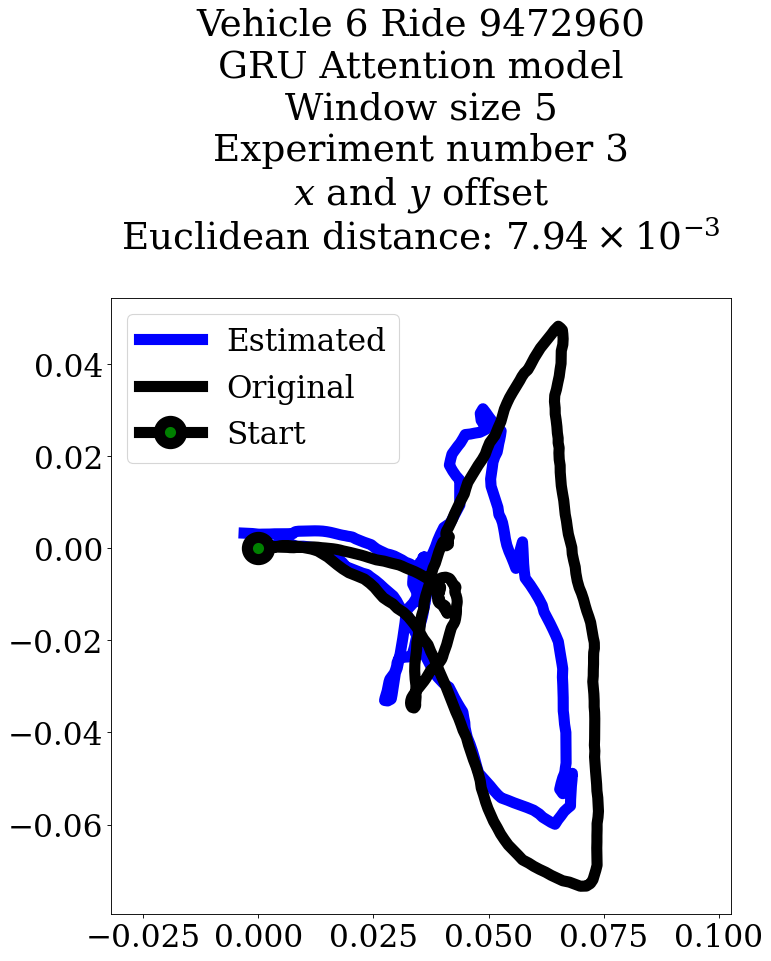 Vehicle 6 Ride 9472960
GRU Attention model
Window size 5
Experiment number 3
x and y offset
Euclidean distance: 7.94 × 10⁻³
Estimated
Original
Start
0.04
0.02
0.00
−0.02
−0.04
−0.06
−0.025 0.000 0.025 0.050 0.075 0.100